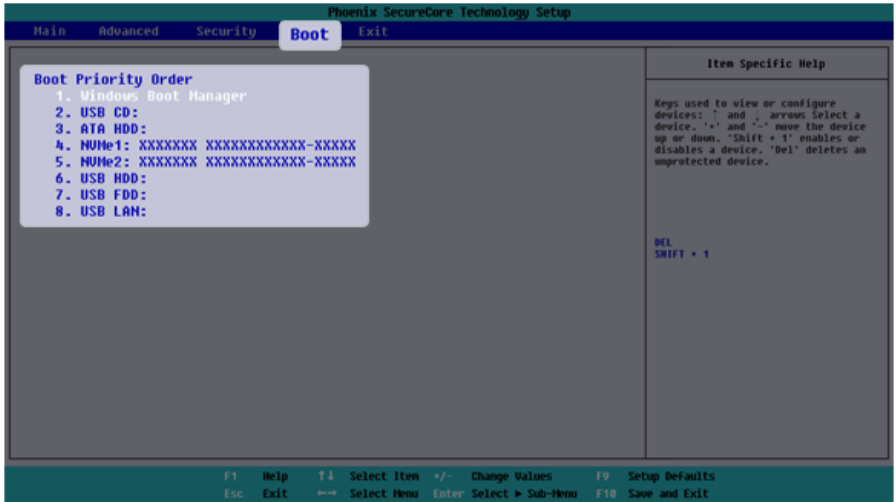 Phoenix SecureCore Technology Setup
Main Advanced Security Boot Exit
Boot Priority Order
1. Windows Boot Manager
2. USB CD:
3. ATA HDD:
4. NVMe1: XXXXXXX XXXXXXXXXXXX-XXXXX
5. NVMe2: XXXXXXX XXXXXXXXXXXX-XXXXX
6. USB HDD:
7. USB FDD:
8. USB LAN:
Item Specific Help
Keys used to view or configure
devices: ↑ and ↓ arrows Select a
device. '+' and '-' move the device
up or down. 'Shift + 1' enables or
disables a device. 'Del' deletes an
unprotected device.
DEL
SHIFT + 1
F1 Help ↑↓ Select Item +/- Change Values F9 Setup Defaults
Esc Exit ←→ Select Menu Enter Select ▶ Sub-Menu F10 Save and Exit